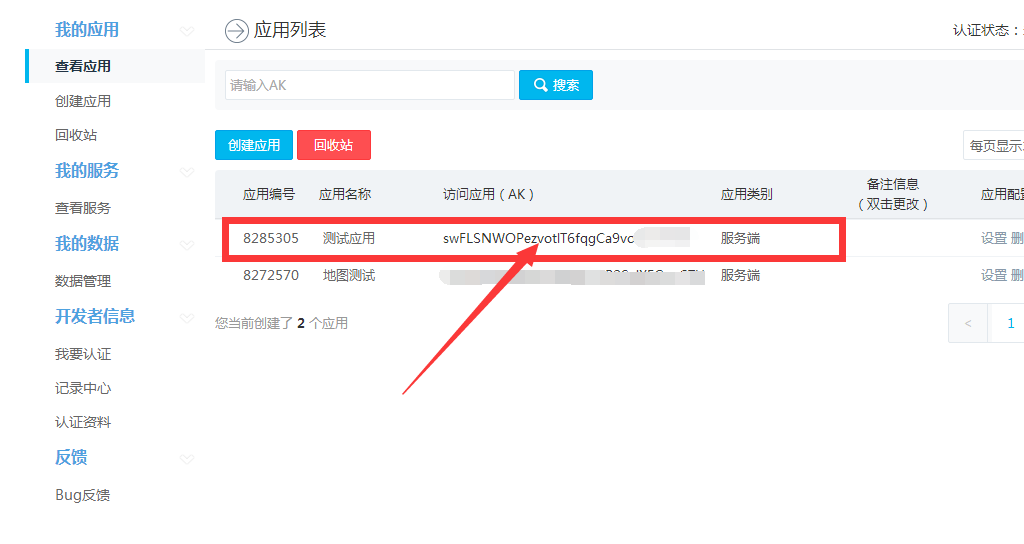 我的应用
查看应用
创建应用
回收站
我的服务
查看服务
我的数据
数据管理
开发者信息
我要认证
记录中心
认证资料
反馈
Bug反馈
应用列表
认证状态：
请输入AK
搜索
创建应用 回收站
每页显示
应用编号 应用名称 访问应用（AK） 应用类别 备注信息 应用配置
（双击更改）
8285305 测试应用 swFLSNWOPezvotIT6fqgCa9vc 服务端 设置 删
8272570 地图测试 服务端 设置 删
您当前创建了 2 个应用
< 1